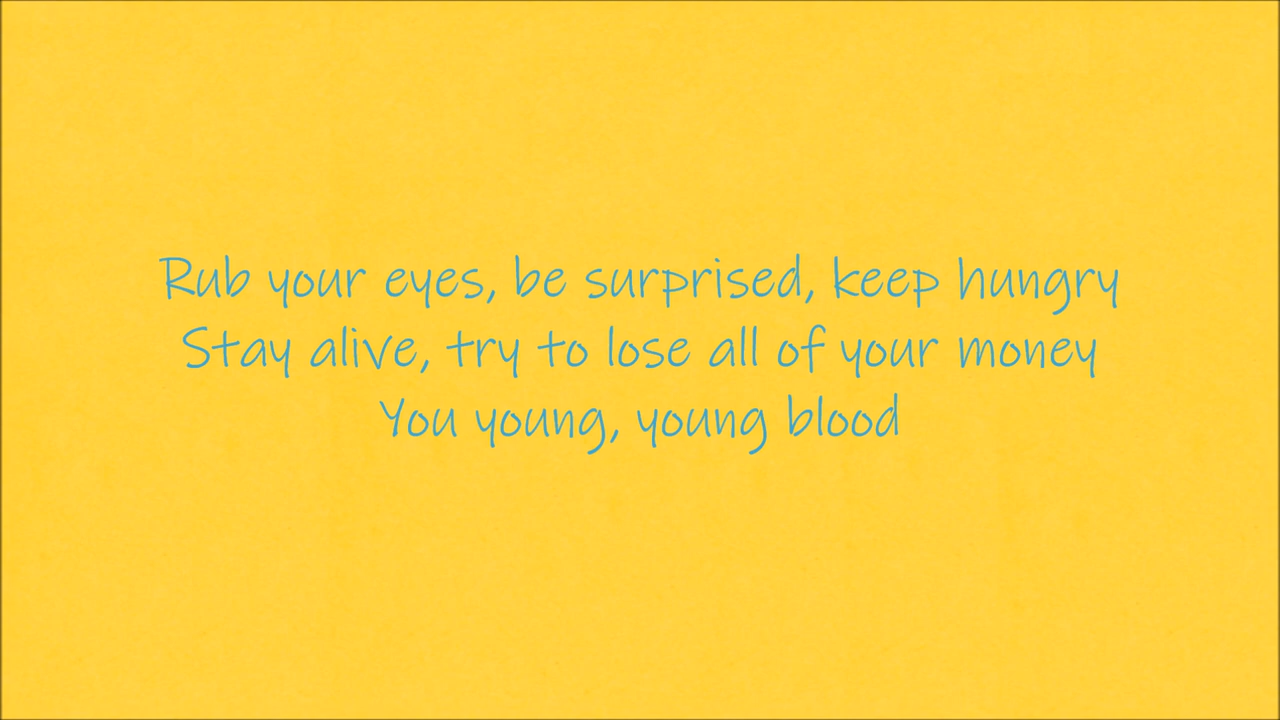 Rub your eyes, be surprised, keep hungry
Stay alive, try to lose all of your money
You young, young blood